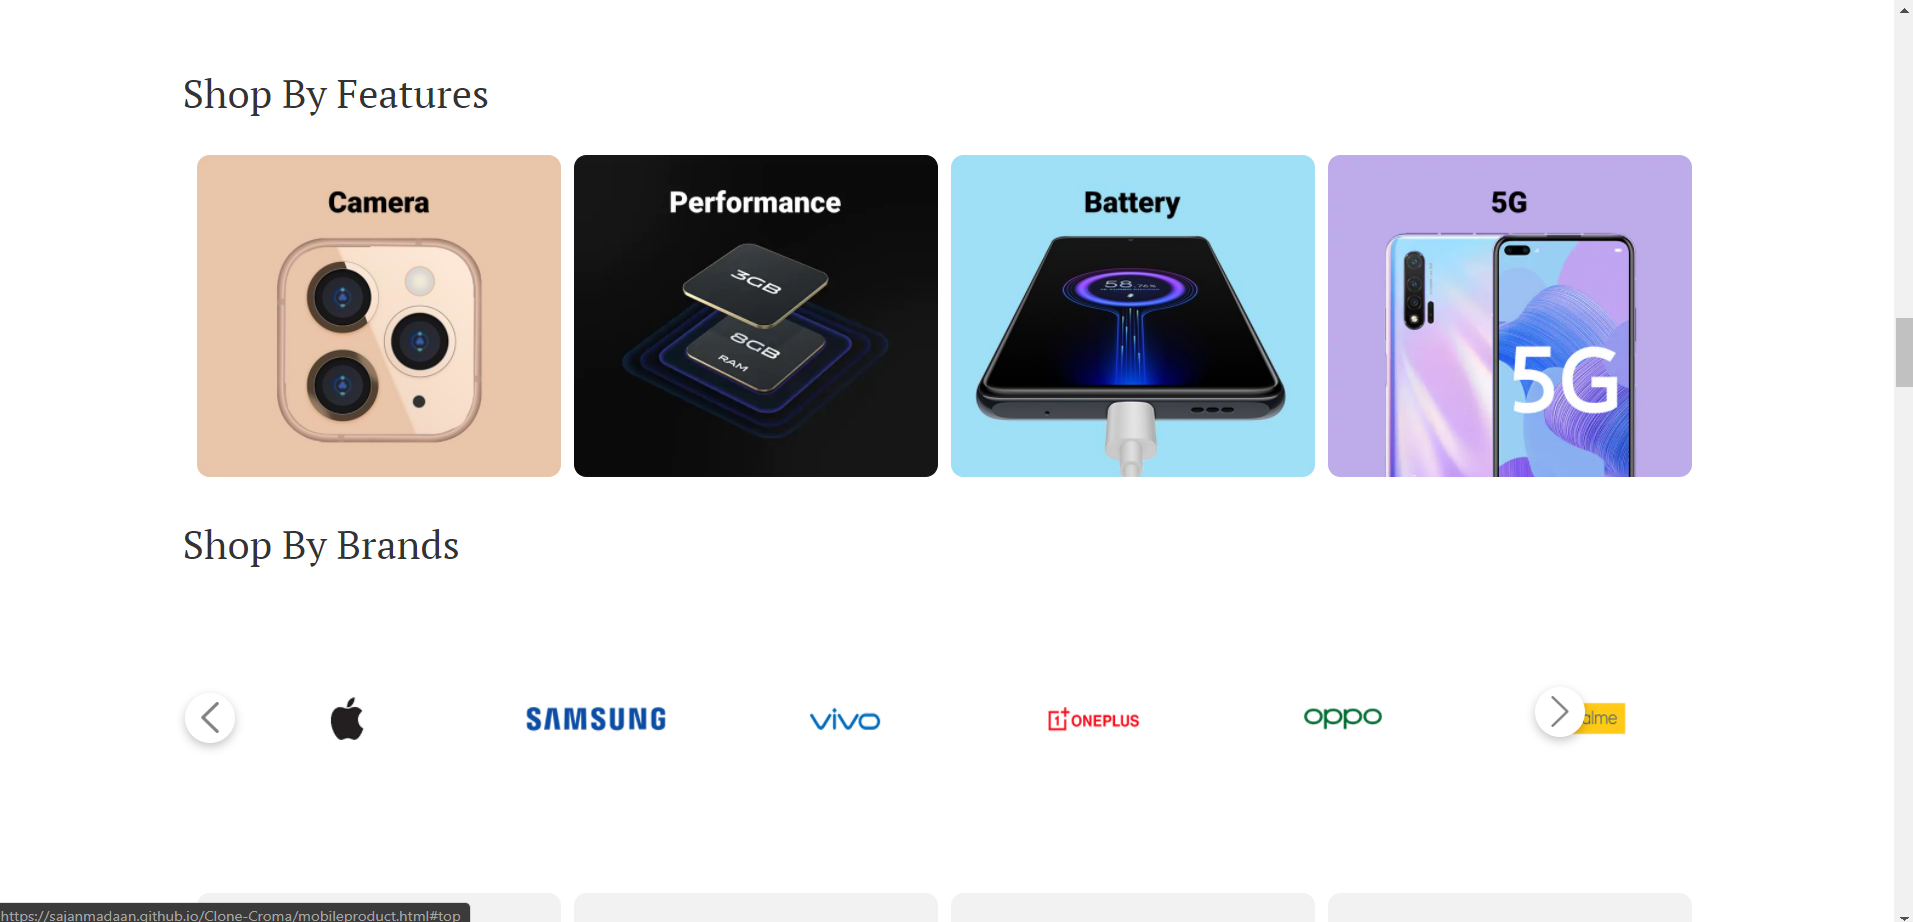 Shop By Features
Camera
Performance
Battery
5G
3GB
8GB
RAM
58.76%
5G
Shop By Brands
SAMSUNG
vivo
1+ ONEPLUS
oppo
alme
https://sajanmadaan.github.io/Clone-Croma/mobileproduct.html#top